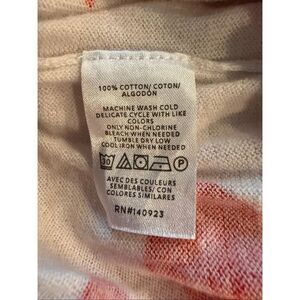 100% COTTON/ COTON/
ALGODÓN
MACHINE WASH COLD
DELICATE CYCLE WITH LIKE
COLORS
ONLY NON-CHLORINE
BLEACH WHEN NEEDED
TUMBLE DRY LOW
COOL IRON WHEN NEEDED
30 P
AVEC DES COULEURS
SEMBLABLES/ CON
COLORES SIMILARES
RN#140923